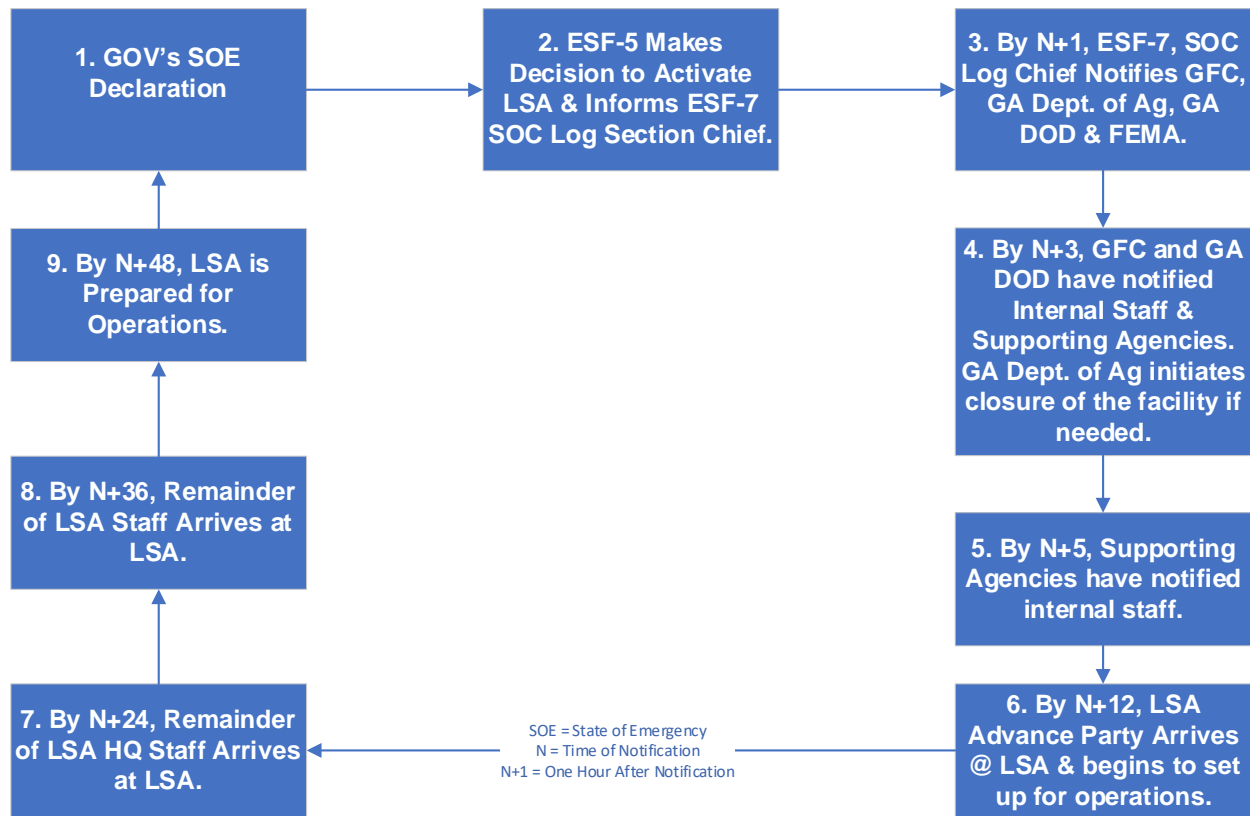 1. GOV's SOE
Declaration
2. ESF-5 Makes
Decision to Activate
LSA & Informs ESF-7
SOC Log Section Chief.
3. By N+1, ESF-7, SOC
Log Chief Notifies GFC,
GA Dept. of Ag, GA
DOD & FEMA.
4. By N+3, GFC and GA
DOD have notified
Internal Staff &
Supporting Agencies.
GA Dept. of Ag initiates
closure of the facility if
needed.
5. By N+5, Supporting
Agencies have notified
internal staff.
6. By N+12, LSA
Advance Party Arrives
@ LSA & begins to set
up for operations.
SOE = State of Emergency
N = Time of Notification
N+1 = One Hour After Notification
7. By N+24, Remainder
of LSA HQ Staff Arrives
at LSA.
8. By N+36, Remainder
of LSA Staff Arrives at
LSA.
9. By N+48, LSA is
Prepared for
Operations.